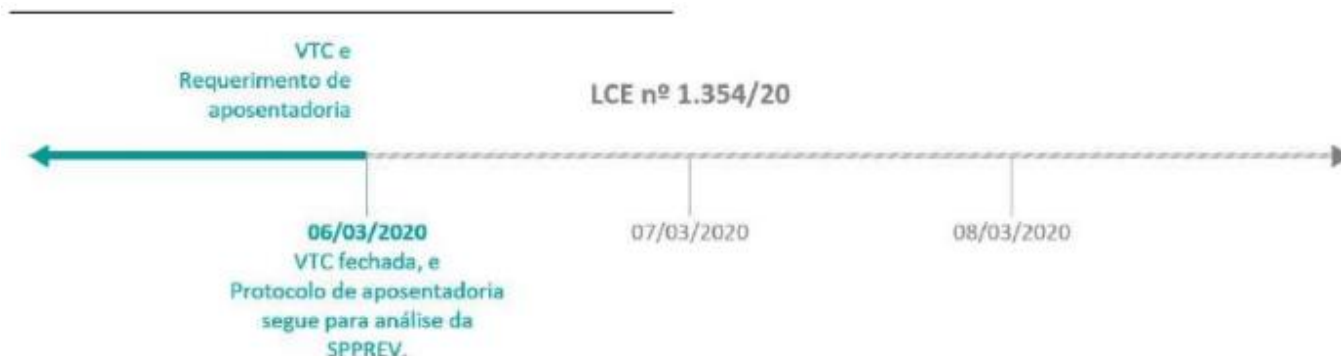 VTC e
Requerimento de
aposentadoria
LCE nº 1.354/20
06/03/2020
VTC fechada, e
Protocolo de aposentadoria
segue para análise da
SPPREV.
07/03/2020
08/03/2020